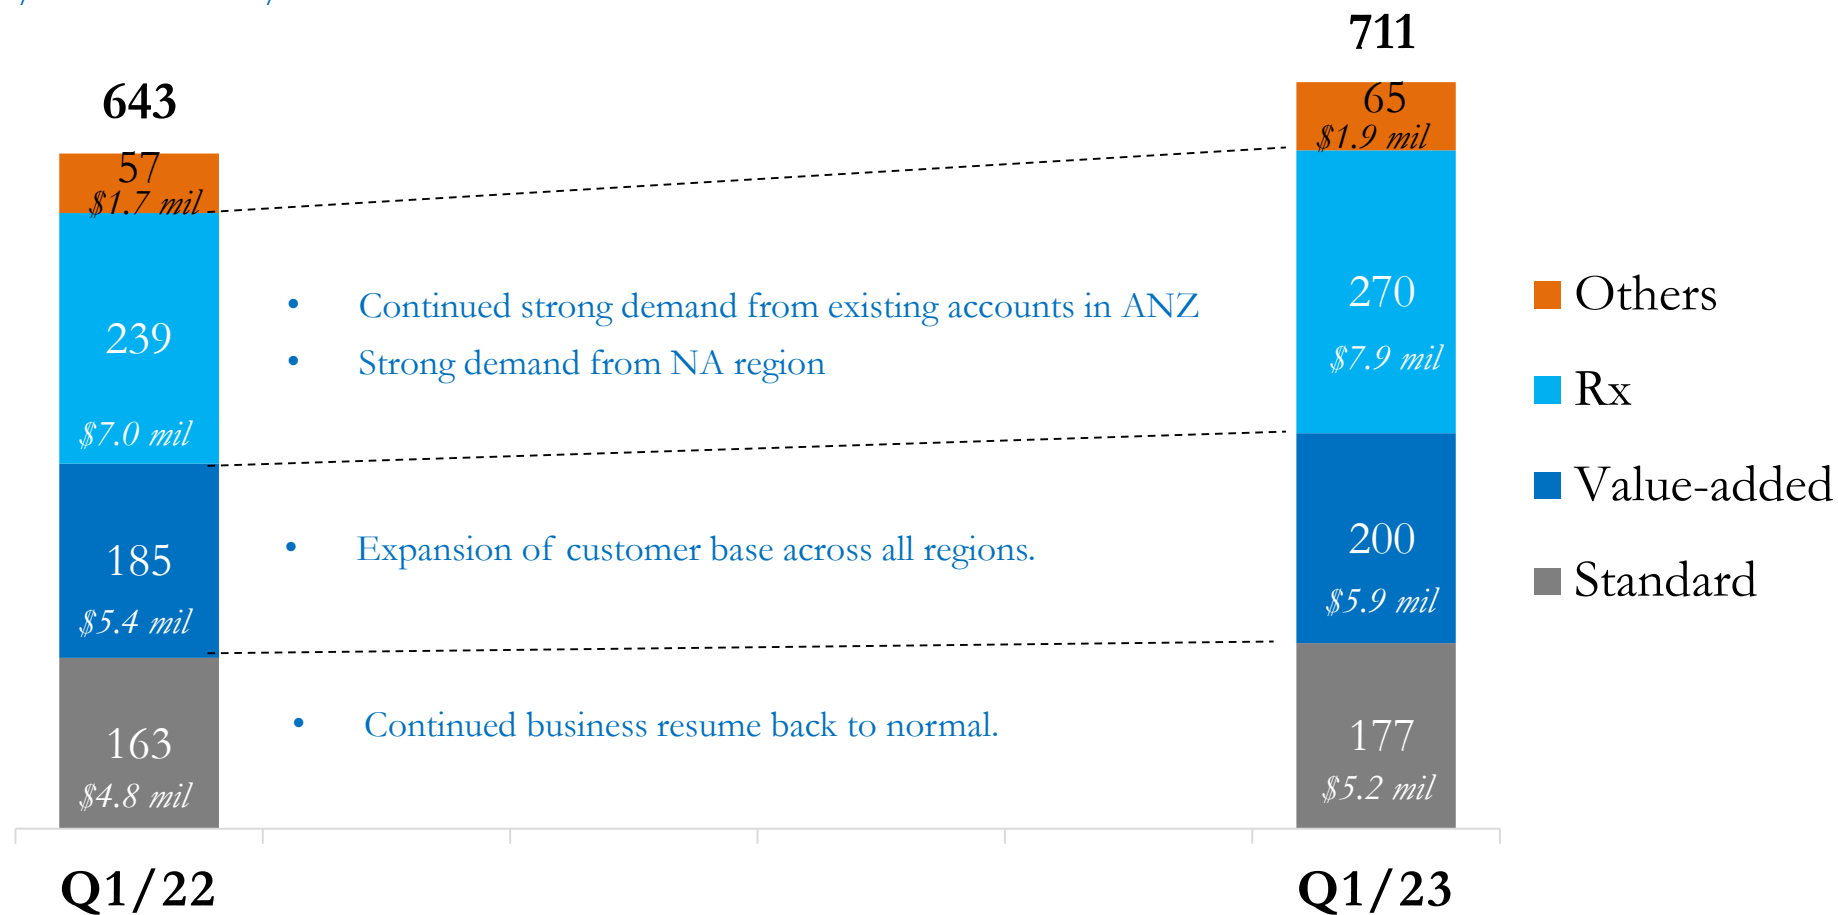 643
57
$1.7 mil
239
$7.0 mil
185
$5.4 mil
163
$4.8 mil
Q1/22
• Continued strong demand from existing accounts in ANZ
• Strong demand from NA region
• Expansion of customer base across all regions.
• Continued business resume back to normal.
711
65
$1.9 mil
270
$7.9 mil
200
$5.9 mil
177
$5.2 mil
Q1/23
Others
Rx
Value-added
Standard